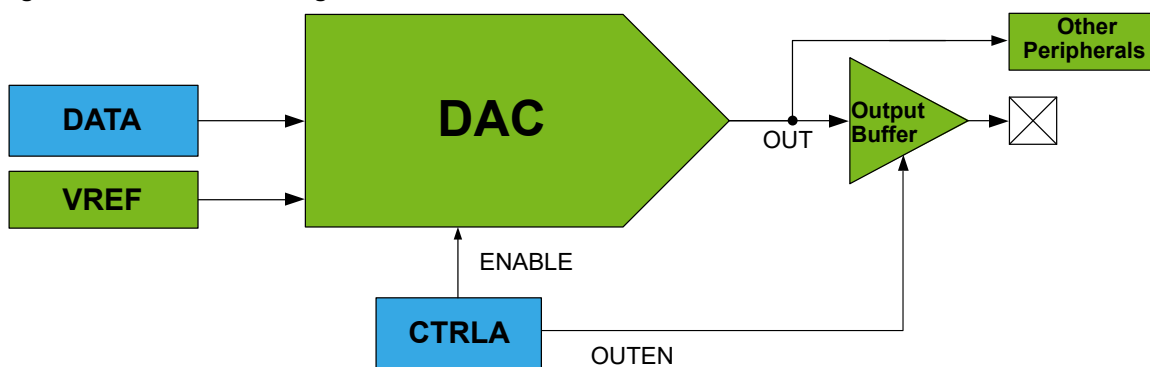 Other
Peripherals
DATA
DAC
Output
Buffer
OUT
VREF
ENABLE
CTRLA
OUTEN